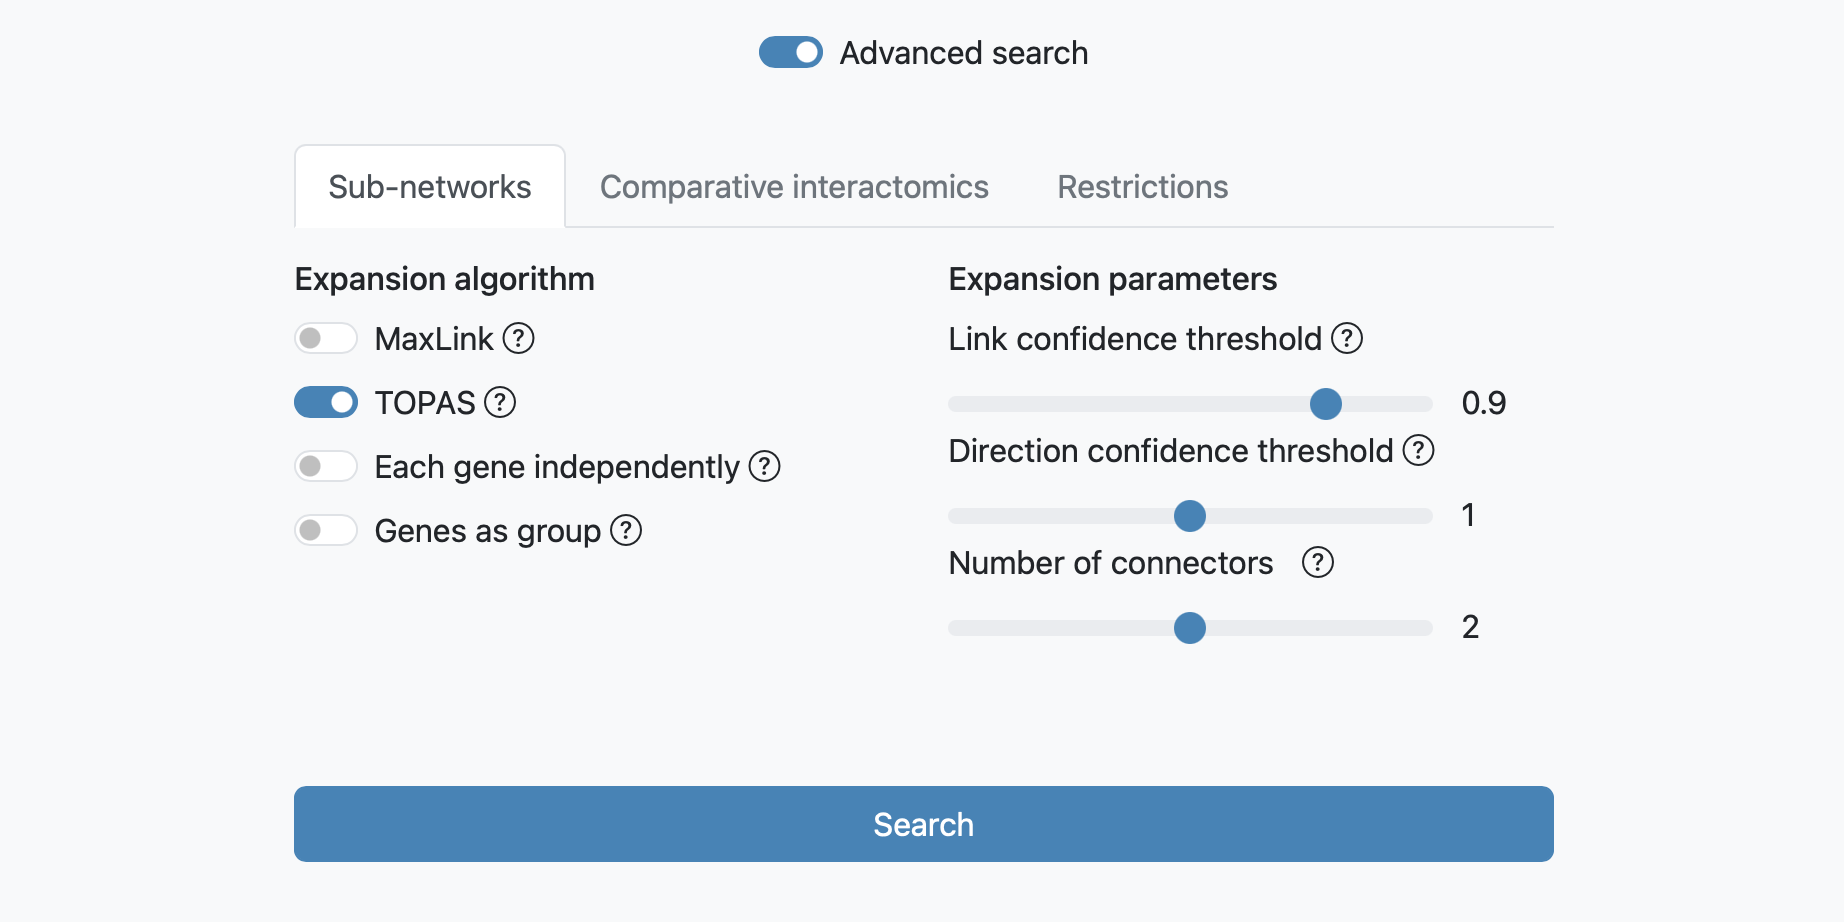 Advanced search
Sub-networks
Comparative interactomics
Restrictions
Expansion algorithm
MaxLink ?
TOPAS ?
Each gene independently ?
Genes as group ?
Expansion parameters
Link confidence threshold ?
0.9
Direction confidence threshold ?
1
Number of connectors ?
2
Search